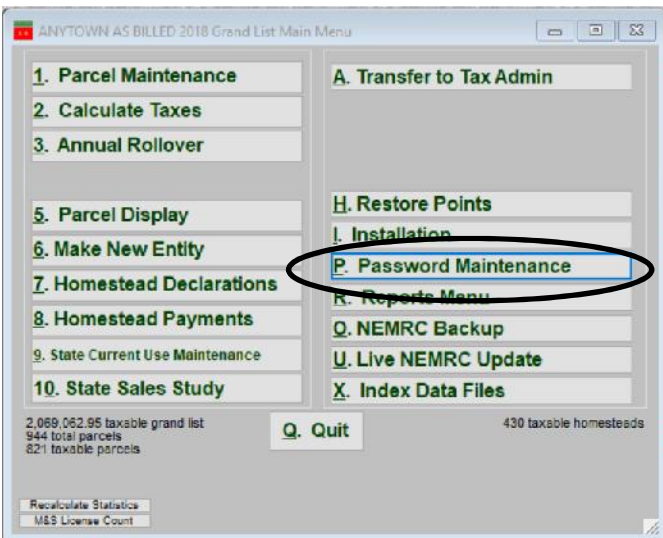 ANYTOWN AS BILLED 2018 Grand List Main Menu
1. Parcel Maintenance
2. Calculate Taxes
3. Annual Rollover
5. Parcel Display
6. Make New Entity
7. Homestead Declarations
8. Homestead Payments
9. State Current Use Maintenance
10. State Sales Study
A. Transfer to Tax Admin
H. Restore Points
I. Installation
P. Password Maintenance
R. Reports Menu
O. NEMRC Backup
U. Live NEMRC Update
X. Index Data Files
2,069,062.95 taxable grand list
944 total parcels
821 taxable parcels
Q. Quit
430 taxable homesteads
Recalculate Statistics
M&S License Count